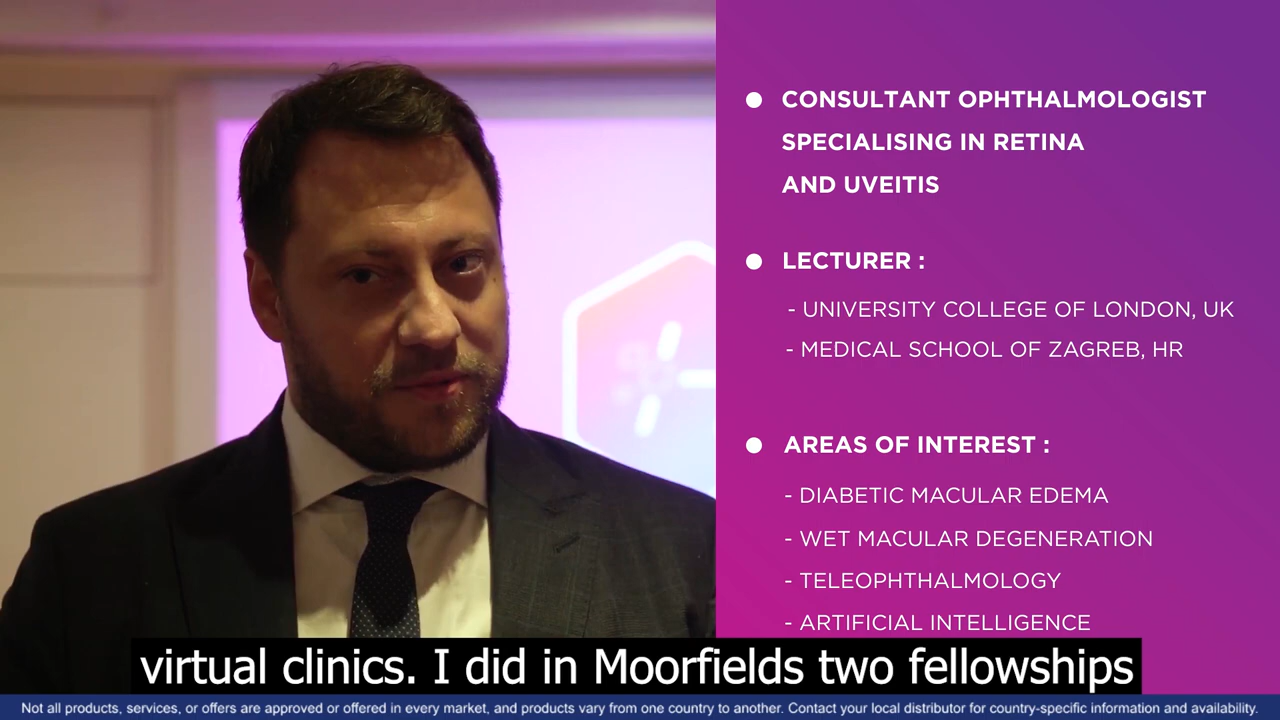 ● CONSULTANT OPHTHALMOLOGIST
SPECIALISING IN RETINA
AND UVEITIS
● LECTURER :
- UNIVERSITY COLLEGE OF LONDON, UK
- MEDICAL SCHOOL OF ZAGREB, HR
● AREAS OF INTEREST :
- DIABETIC MACULAR EDEMA
- WET MACULAR DEGENERATION
- TELEOPHTHALMOLOGY
- ARTIFICIAL INTELLIGENCE
virtual clinics. I did in Moorfields two fellowships
Not all products, services, or offers are approved or offered in every market, and products vary from one country to another. Contact your local distributor for country-specific information and availability.